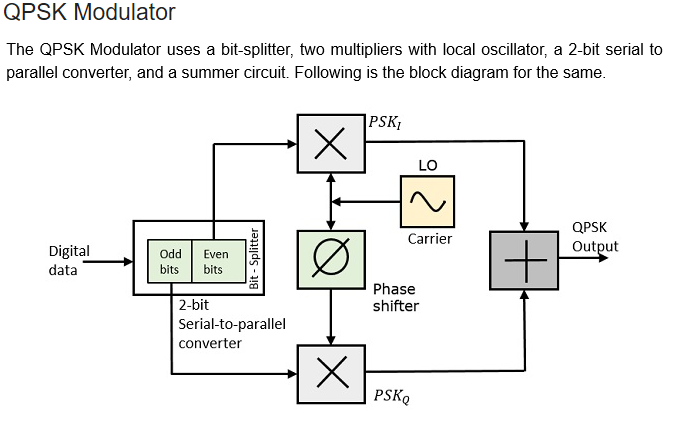 QPSK Modulator
The QPSK Modulator uses a bit-splitter, two multipliers with local oscillator, a 2-bit serial to
parallel converter, and a summer circuit. Following is the block diagram for the same.
PSK_I
LO
Carrier
QPSK
Output
Digital
data
Odd
bits
Even
bits
Bit - Splitter
Phase
shifter
2-bit
Serial-to-parallel
converter
PSK_Q